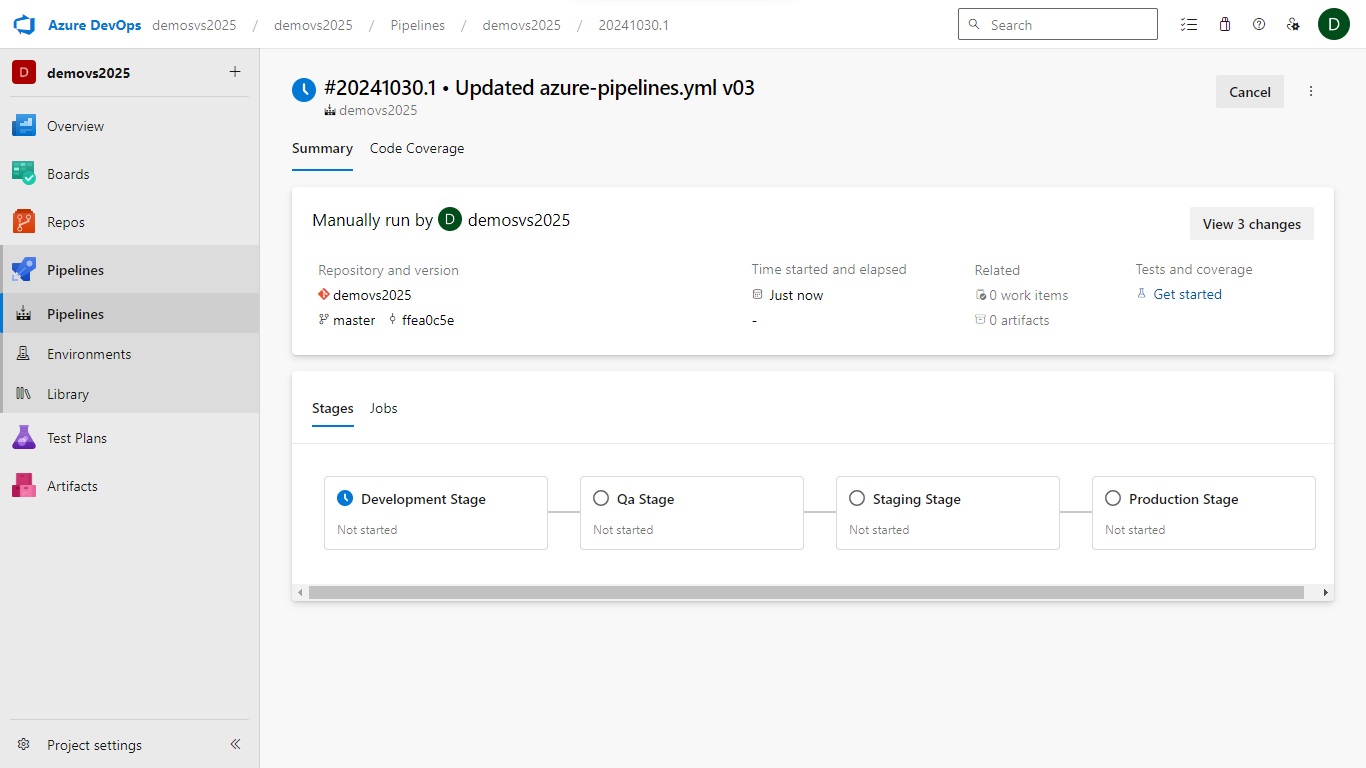 Azure DevOps demosvs2025 / demovs2025 / Pipelines / demovs2025 / 20241030.1
Search
D
D demovs2025
Overview
Boards
Repos
Pipelines
Pipelines
Environments
Library
Test Plans
Artifacts
Project settings
#20241030.1 • Updated azure-pipelines.yml v03
demovs2025
Cancel
Summary Code Coverage
Manually run by D demosvs2025
View 3 changes
Repository and version
demovs2025
master ffea0c5e
Time started and elapsed
Just now
-
Related
0 work items
0 artifacts
Tests and coverage
Get started
Stages Jobs
Development Stage
Not started
Qa Stage
Not started
Staging Stage
Not started
Production Stage
Not started